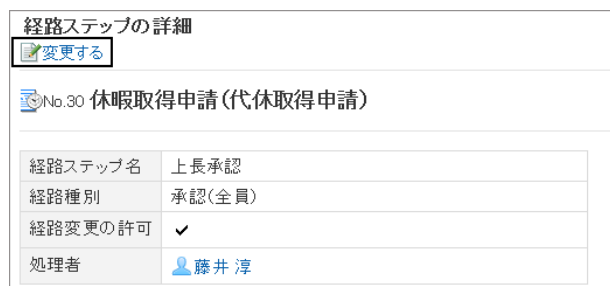 経路ステップの詳細
変更する
No.30 休暇取得申請(代休取得申請)
経路ステップ名 上長承認
経路種別 承認(全員)
経路変更の許可 ✔
処理者 藤井 淳